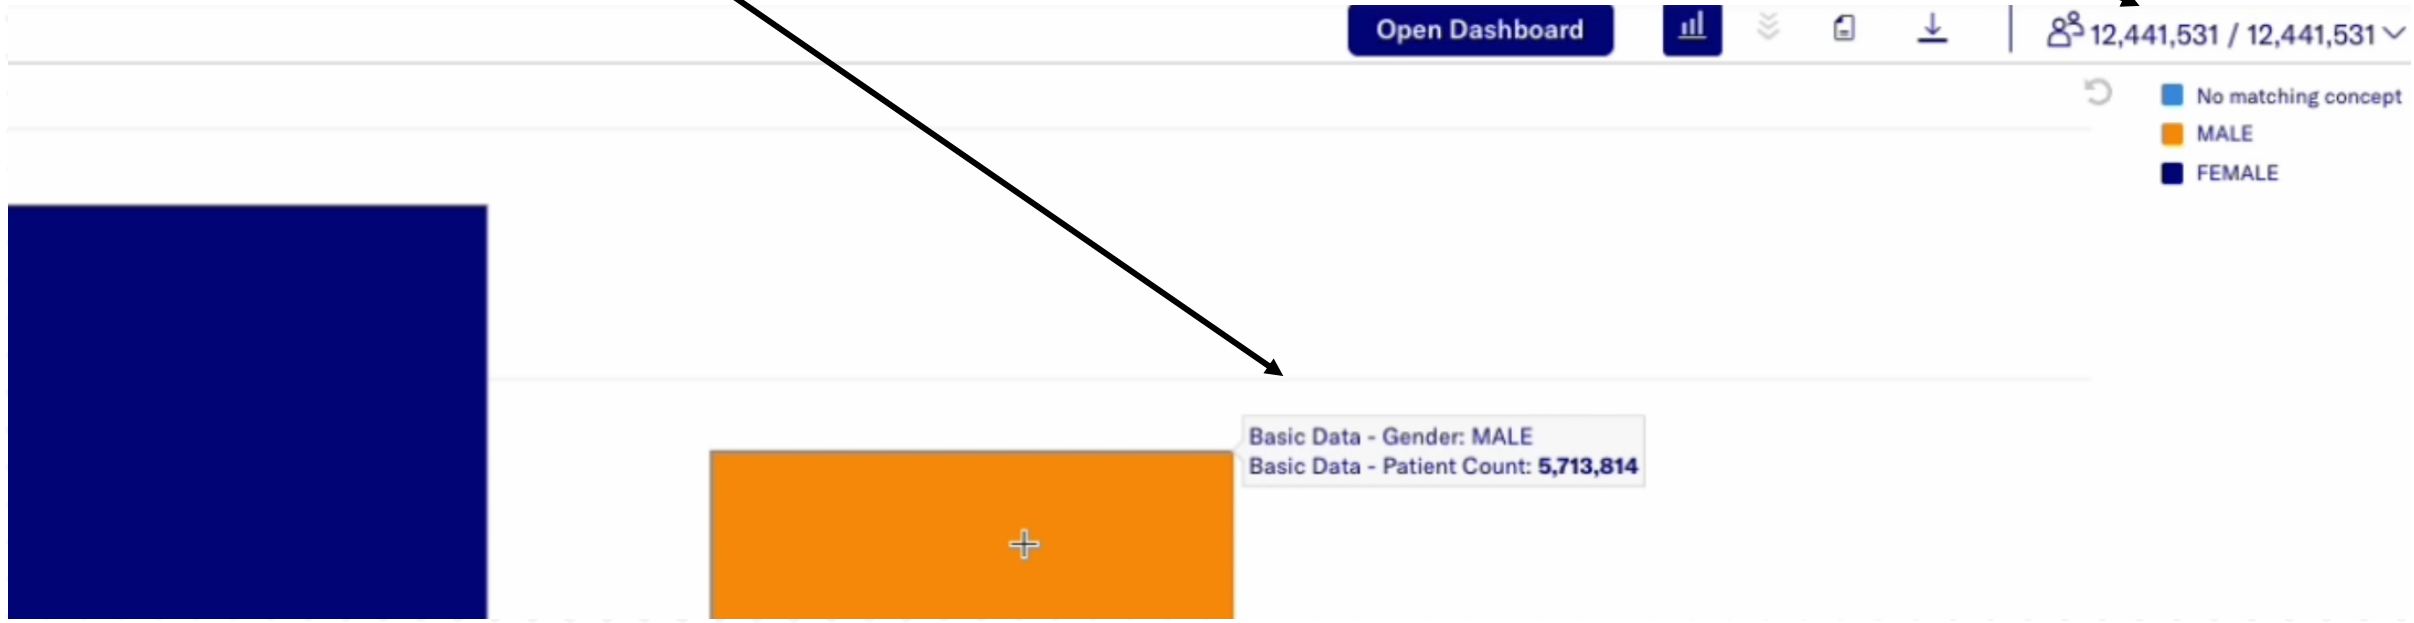 Open Dashboard
12,441,531 / 12,441,531
No matching concept
MALE
FEMALE
Basic Data - Gender: MALE
Basic Data - Patient Count: 5,713,814